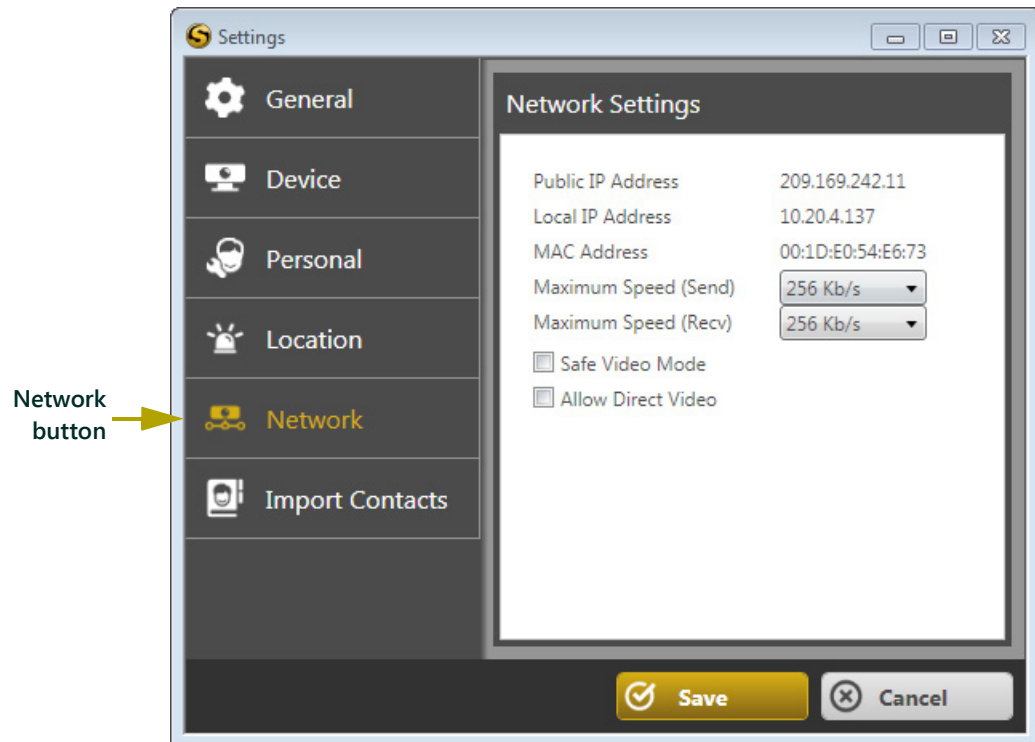 Settings
General
Device
Personal
Location
Network
Import Contacts
Network
button
Network Settings
Public IP Address 209.169.242.11
Local IP Address 10.20.4.137
MAC Address 00:1D:E0:54:E6:73
Maximum Speed (Send) 256 Kb/s
Maximum Speed (Recv) 256 Kb/s
Safe Video Mode
Allow Direct Video
Save
Cancel